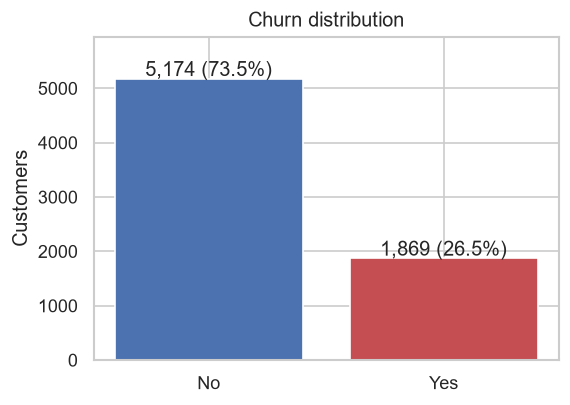 Churn distribution
5,174 (73.5%)
1,869 (26.5%)
Customers
5000
4000
3000
2000
1000
0
No
Yes